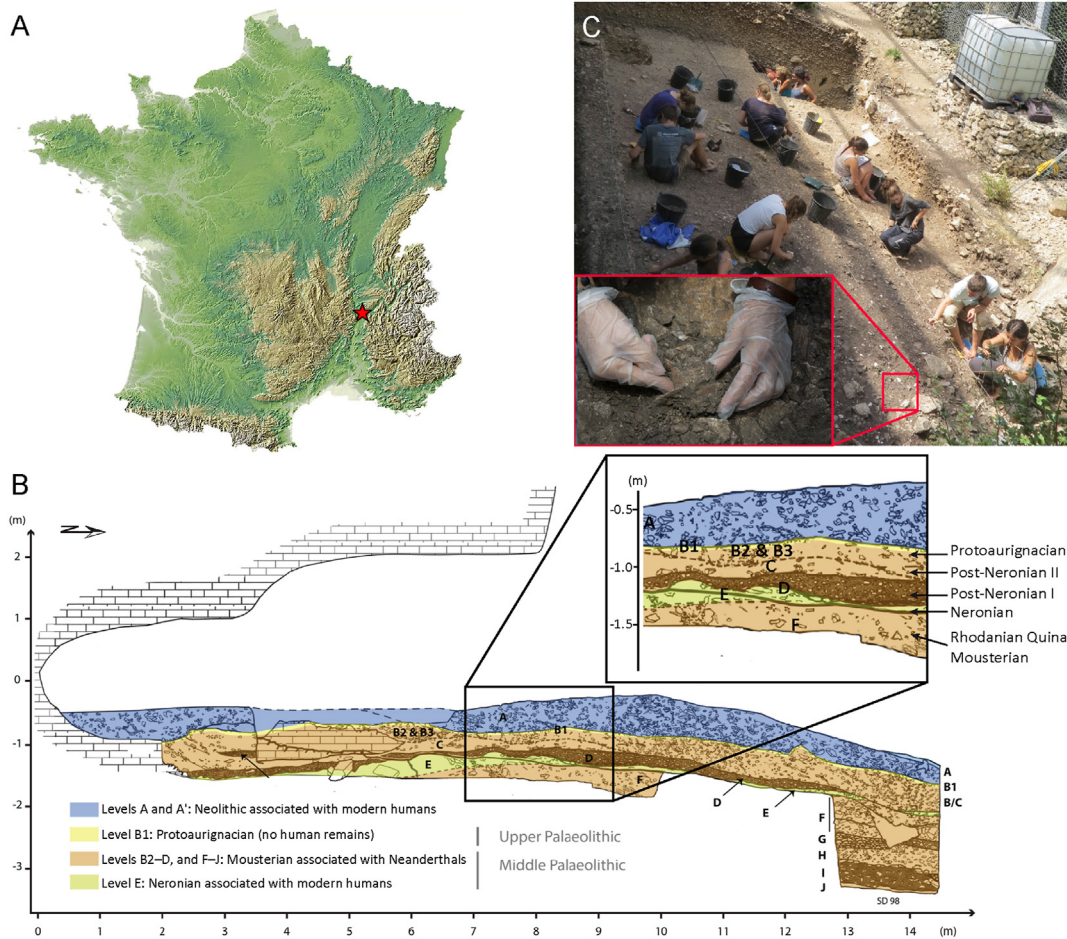 A
C
B
(m)
N
2
1
0
-1
-2
-3
0
1
2
3
4
5
6
7
8
9
10
11
12
13
14
(m)
A
B2 & B3
B1
C
D
E
F
D
E
A
B1
B/C
F
G
H
I
J
SD 98
(m)
-0.5
-1.0
-1.5
A
B1
B2 & B3
C
D
E
F
Protoaurignacian
Post-Neronian II
Post-Neronian I
Neronian
Rhodanian Quina
Mousterian
Levels A and A': Neolithic associated with modern humans
Level B1: Protoaurignacian (no human remains)
Levels B2–D, and F–J: Mousterian associated with Neanderthals
Level E: Neronian associated with modern humans
Upper Palaeolithic
Middle Palaeolithic